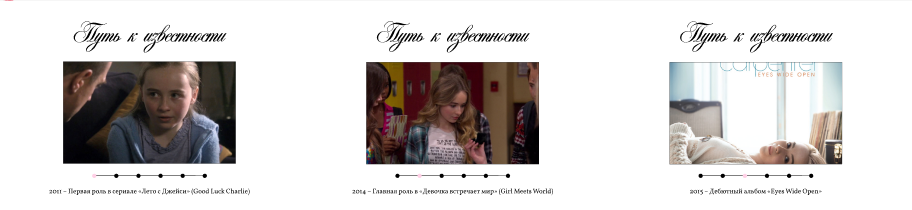 Путь к известности
2011 – Первая роль в сериале «Лето с Джейси» (Good Luck Charlie)
Путь к известности
2014 – Главная роль в «Девочка встречает мир» (Girl Meets World)
Путь к известности
carpenter
EYES WIDE OPEN
2015 – Дебютный альбом «Eyes Wide Open»